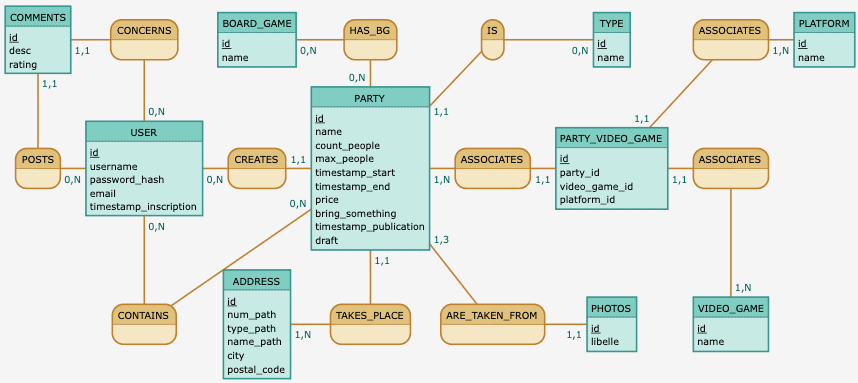 COMMENTS
id
desc
rating
CONCERNS
1,1
1,1
0,N
BOARD_GAME
id
name
0,N
HAS_BG
0,N
IS
1,1
0,N
TYPE
id
name
ASSOCIATES
1,1
1,N
PLATFORM
id
name
POSTS
0,N
USER
id
username
password_hash
email
timestamp_inscription
0,N
CREATES
1,1
PARTY
id
name
count_people
max_people
timestamp_start
timestamp_end
price
bring_something
timestamp_publication
draft
1,N
ASSOCIATES
1,1
PARTY_VIDEO_GAME
id
party_id
video_game_id
platform_id
1,1
ASSOCIATES
1,N
0,N
0,N
CONTAINS
1,1
TAKES_PLACE
1,N
ADDRESS
id
num_path
type_path
name_path
city
postal_code
1,3
ARE_TAKEN_FROM
1,1
PHOTOS
id
libelle
VIDEO_GAME
id
name